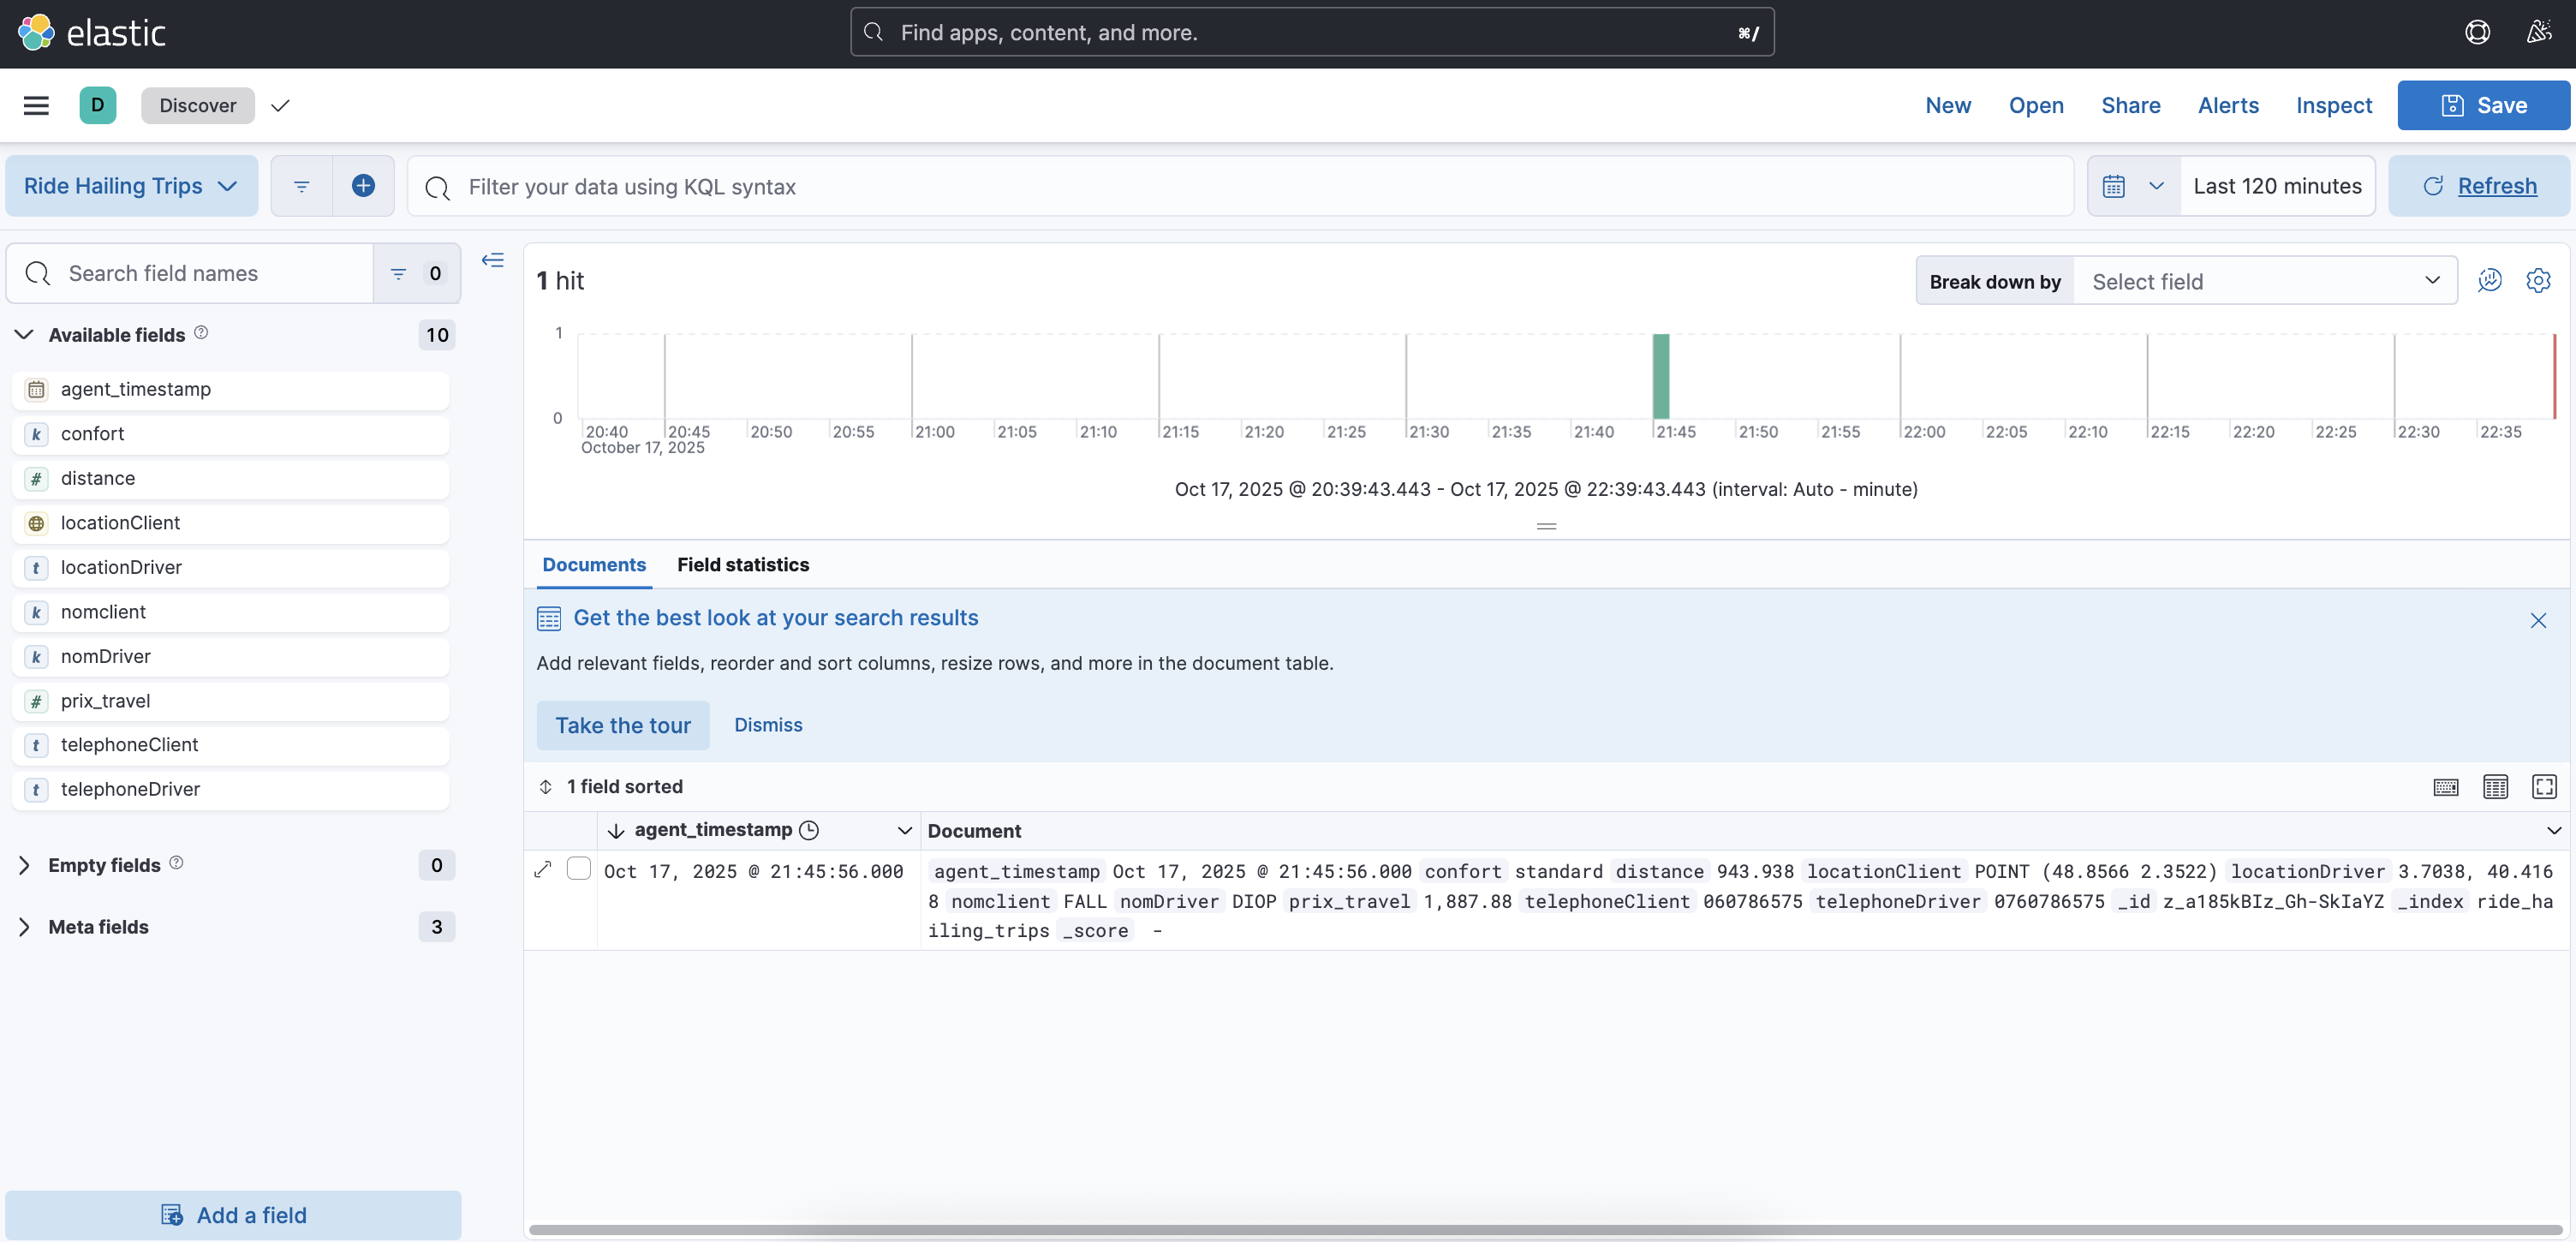 elastic
Find apps, content, and more.
⌘/
D
Discover
New
Open
Share
Alerts
Inspect
Save
Ride Hailing Trips
Filter your data using KQL syntax
Last 120 minutes
Refresh
Search field names
0
Available fields
10
agent_timestamp
k confort
# distance
locationClient
t locationDriver
k nomclient
k nomDriver
# prix_travel
t telephoneClient
t telephoneDriver
Empty fields
0
Meta fields
3
Add a field
1 hit
Break down by
Select field
1
0
20:40 20:45 20:50 20:55 21:00 21:05 21:10 21:15 21:20 21:25 21:30 21:35 21:40 21:45 21:50 21:55 22:00 22:05 22:10 22:15 22:20 22:25 22:30 22:35
October 17, 2025
Oct 17, 2025 @ 20:39:43.443 - Oct 17, 2025 @ 22:39:43.443 (interval: Auto - minute)
Documents
Field statistics
Get the best look at your search results
Add relevant fields, reorder and sort columns, resize rows, and more in the document table.
Take the tour
Dismiss
1 field sorted
agent_timestamp
Document
Oct 17, 2025 @ 21:45:56.000
agent_timestamp Oct 17, 2025 @ 21:45:56.000 confort standard distance 943.938 locationClient POINT (48.8566 2.3522) locationDriver 3.7038, 40.416
8 nomclient FALL nomDriver DIOP prix_travel 1,887.88 telephoneClient 060786575 telephoneDriver 0760786575 _id z_a185kBIz_Gh-SkIaYZ _index ride_ha
iling_trips _score -